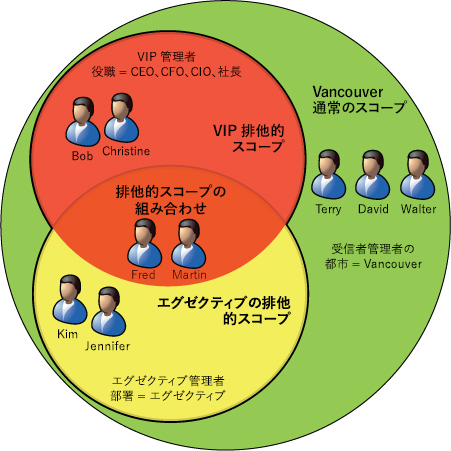 VIP 管理者
役職 = CEO、CFO、CIO、社長
Bob
Christine
VIP 排他的
スコープ
Vancouver
通常のスコープ
Terry
David
Walter
受信者管理者の
都市 = Vancouver
排他的スコープの
組み合わせ
Fred
Martin
エグゼクティブの排他
的スコープ
Kim
Jennifer
エグゼクティブ管理者
部署 = エグゼクティブ